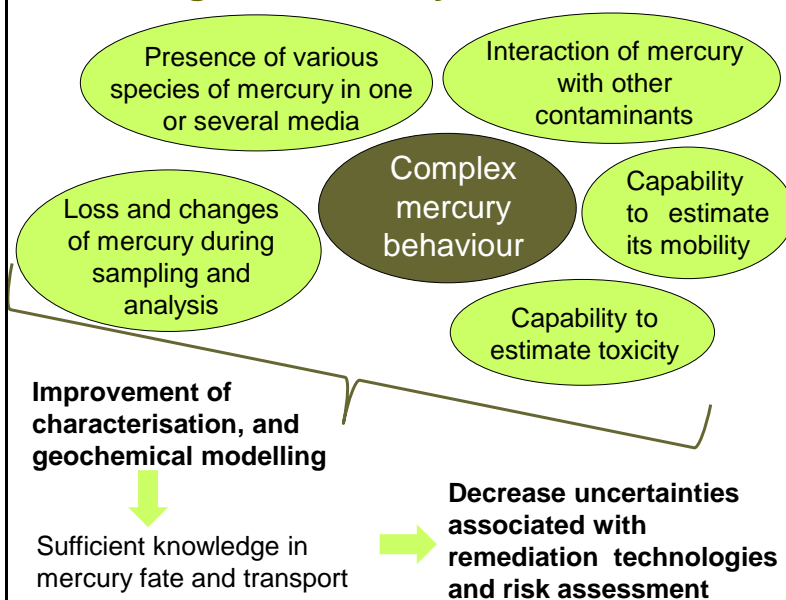 Presence of various
species of mercury in one
or several media
Interaction of mercury
with other
contaminants
Complex
mercury
behaviour
Capability
to estimate
its mobility
Loss and changes
of mercury during
sampling and
analysis
Capability to
estimate toxicity
Improvement of
characterisation, and
geochemical modelling
Sufficient knowledge in
mercury fate and transport
Decrease uncertainties
associated with
remediation technologies
and risk assessment